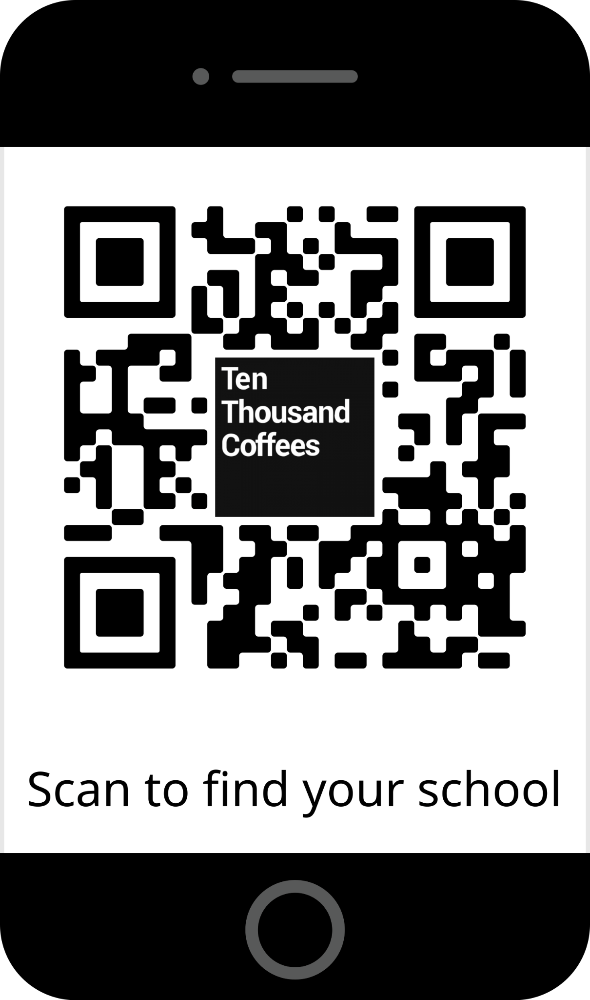 Ten
Thousand
Coffees
Scan to find your school